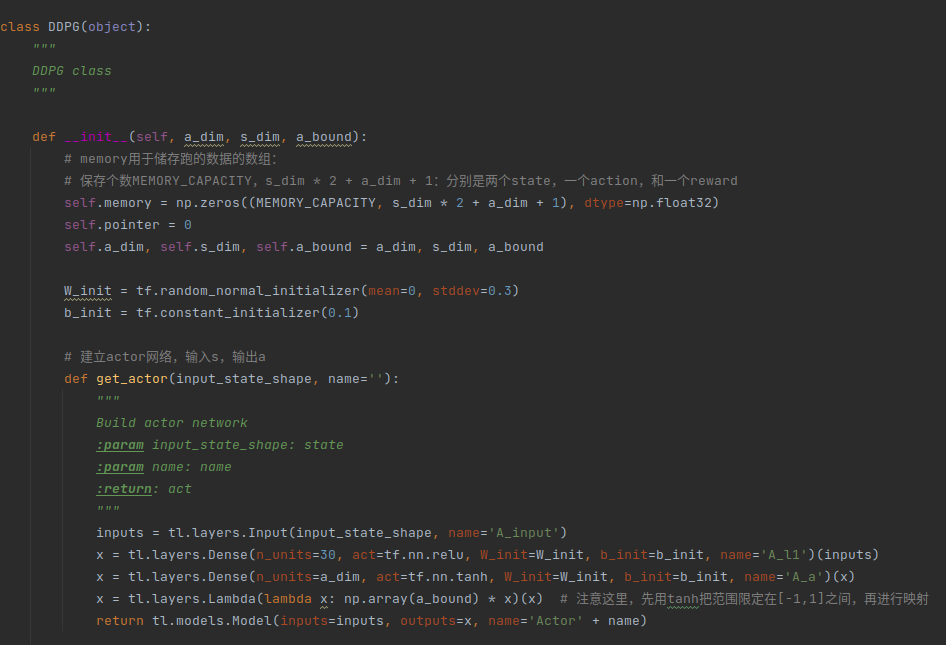 class DDPG(object):
"""
DDPG class
"""
def __init__(self, a_dim, s_dim, a_bound):
# memory用于储存跑的数据的数组：
# 保存个数MEMORY_CAPACITY，s_dim * 2 + a_dim + 1：分别是两个state，一个action，和一个reward
self.memory = np.zeros((MEMORY_CAPACITY, s_dim * 2 + a_dim + 1), dtype=np.float32)
self.pointer = 0
self.a_dim, self.s_dim, self.a_bound = a_dim, s_dim, a_bound
W_init = tf.random_normal_initializer(mean=0, stddev=0.3)
b_init = tf.constant_initializer(0.1)
# 建立actor网络，输入s，输出a
def get_actor(input_state_shape, name=''):
"""
Build actor network
:param input_state_shape: state
:param name: name
:return: act
"""
inputs = tl.layers.Input(input_state_shape, name='A_input')
x = tl.layers.Dense(n_units=30, act=tf.nn.relu, W_init=W_init, b_init=b_init, name='A_l1')(inputs)
x = tl.layers.Dense(n_units=a_dim, act=tf.nn.tanh, W_init=W_init, b_init=b_init, name='A_a')(x)
x = tl.layers.Lambda(lambda x: np.array(a_bound) * x)(x)  # 注意这里，先用tanh把范围限定在[-1,1]之间，再进行映射
return tl.models.Model(inputs=inputs, outputs=x, name='Actor' + name)